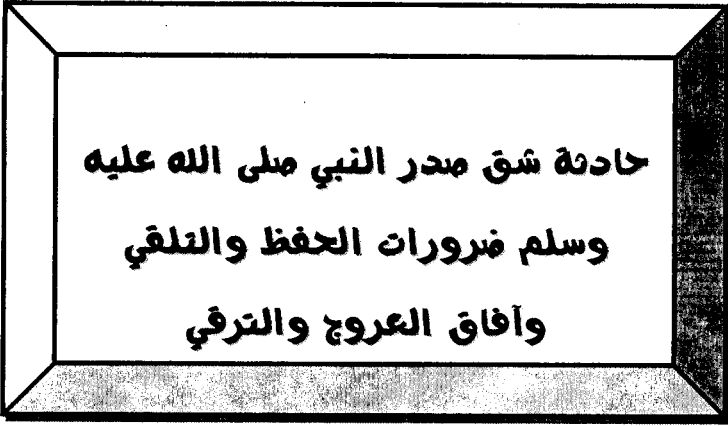 حادثة شق صدر النبي صلى الله عليه
وسلم ضرورات الحفظ والتلقي
وآفاق العروج والترقي